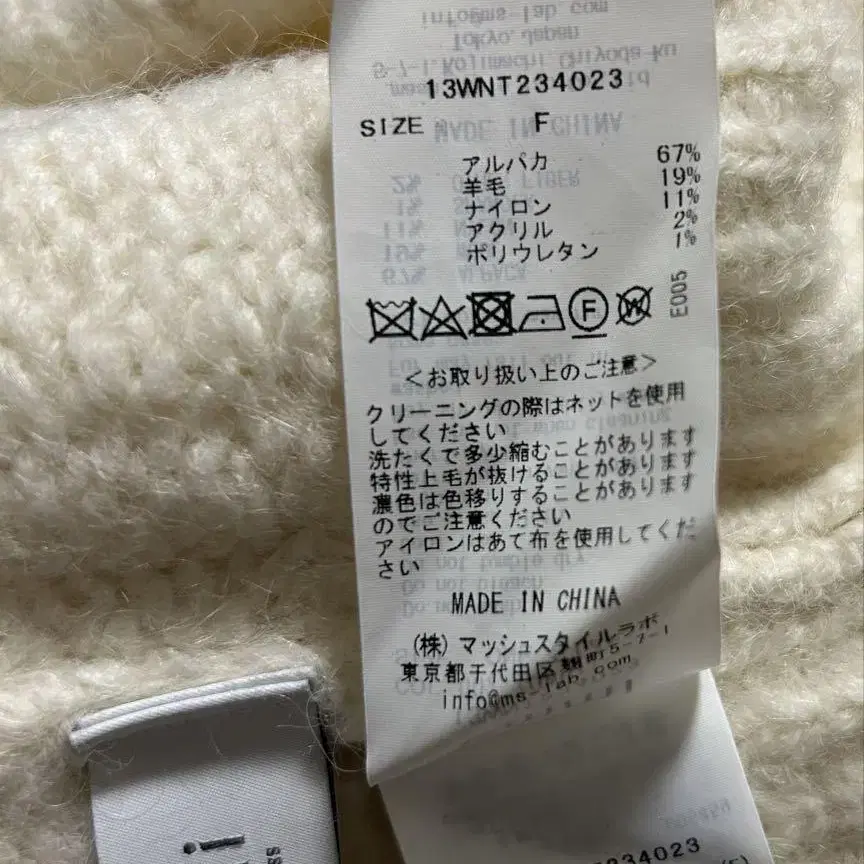 13WNT234023
SIZE F
アルパカ 67%
羊毛 19%
ナイロン 11%
アクリル 2%
ポリウレタン 1%
F W E005
<お取り扱い上のご注意>
クリーニングの際はネットを使用
してください
洗たくで多少縮むことがあります
特性上毛が抜けることがあります
濃色は色移りすることがあります
のでご注意ください
アイロンはあて布を使用してくだ
さい
MADE IN CHINA
(株) マッシュスタイルラボ
東京都千代田区麹町5-7-1
info@ms-lab.com
234023